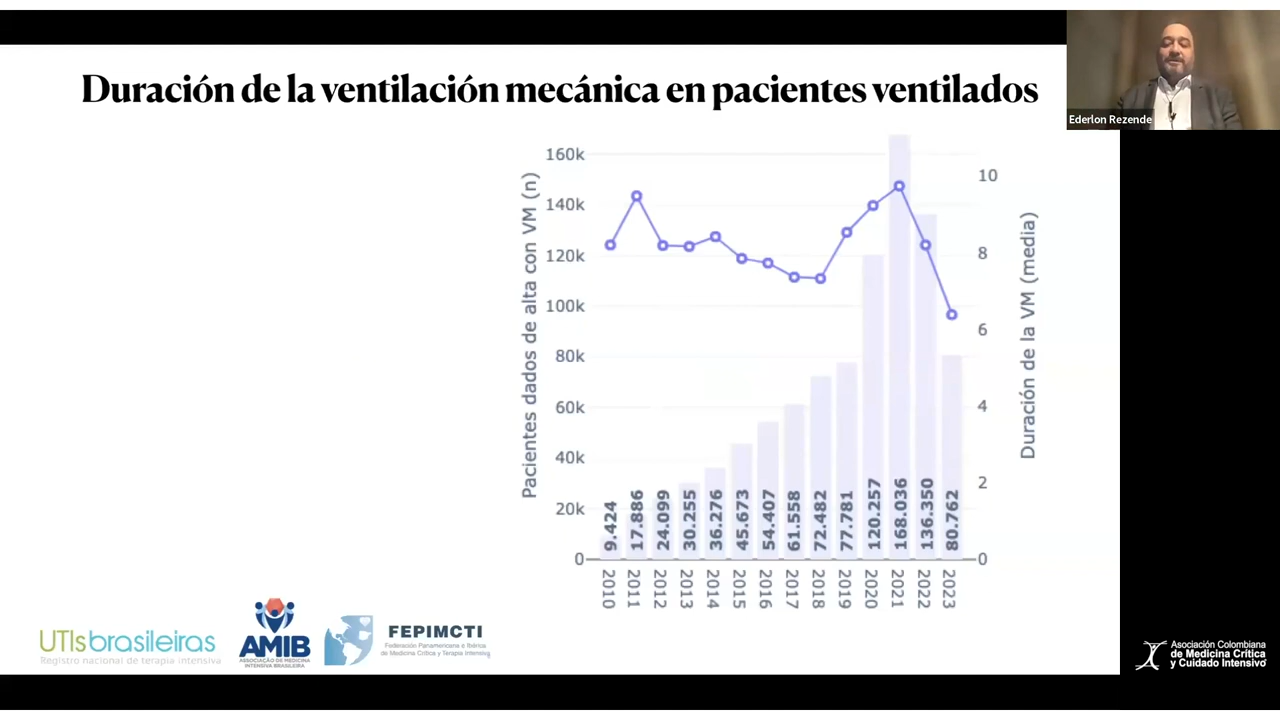 Duración de la ventilación mecánica en pacientes ventilados
Ederlon Rezende
Pacientes dados de alta con VM (n)
160k
140k
120k
100k
80k
60k
40k
20k
0
10
8
6
4
2
0
Duración de la VM (media)
9.424
17.886
24.099
30.255
36.276
45.673
54.407
61.558
72.482
77.781
120.257
168.036
136.350
80.762
2010
2011
2012
2013
2014
2015
2016
2017
2018
2019
2020
2021
2022
2023
UTIsbrasileiras
Registro nacional de terapia intensiva
AMIB
ASSOCIAÇÃO DE MEDICINA
INTENSIVA BRASILEIRA
FEPIMCTI
Federación Panamericana e Ibérica
de Medicina Crítica y Terapia Intensiva
Asociación Colombiana
de Medicina Crítica
y Cuidado Intensivo